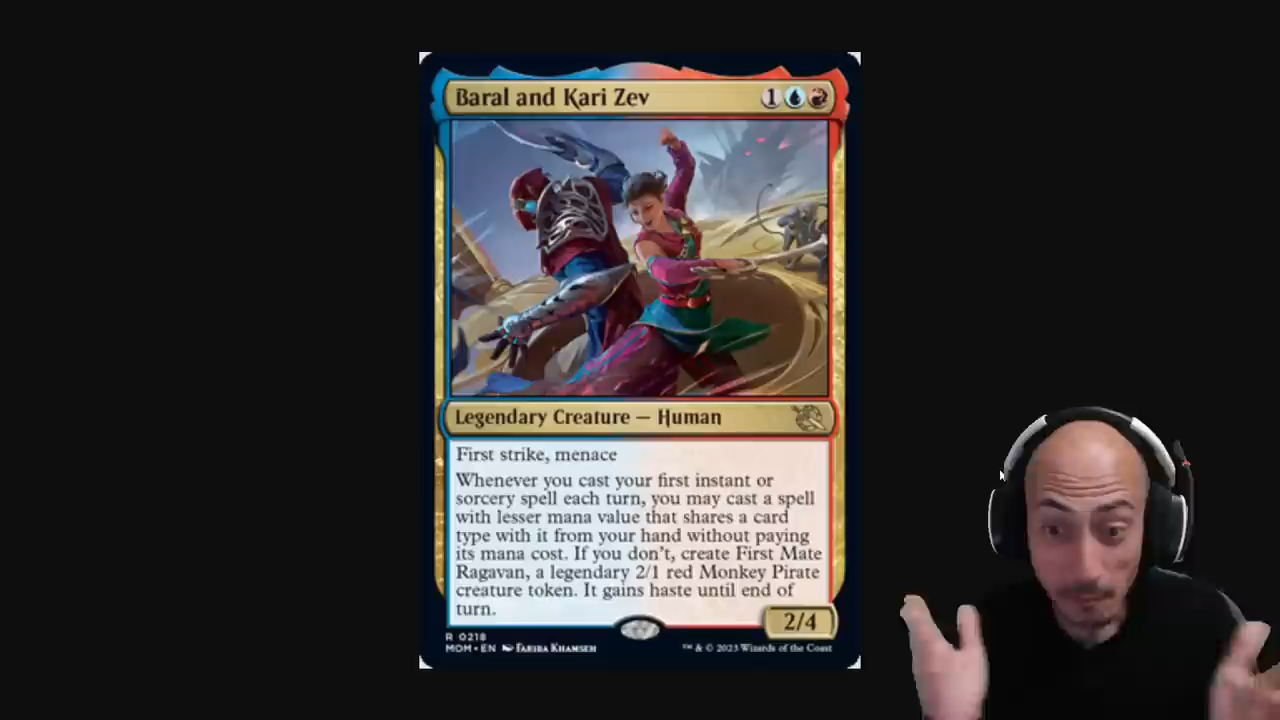 Baral and Kari Zev 1
Legendary Creature — Human
First strike, menace
Whenever you cast your first instant or
sorcery spell each turn, you may cast a spell
with lesser mana value that shares a card
type with it from your hand without paying
its mana cost. If you don't, create First Mate
Ragavan, a legendary 2/1 red Monkey Pirate
creature token. It gains haste until end of
turn.
2/4
R 0218
MOM • EN Fariba Khamseh
™ & © 2023 Wizards of the Coast